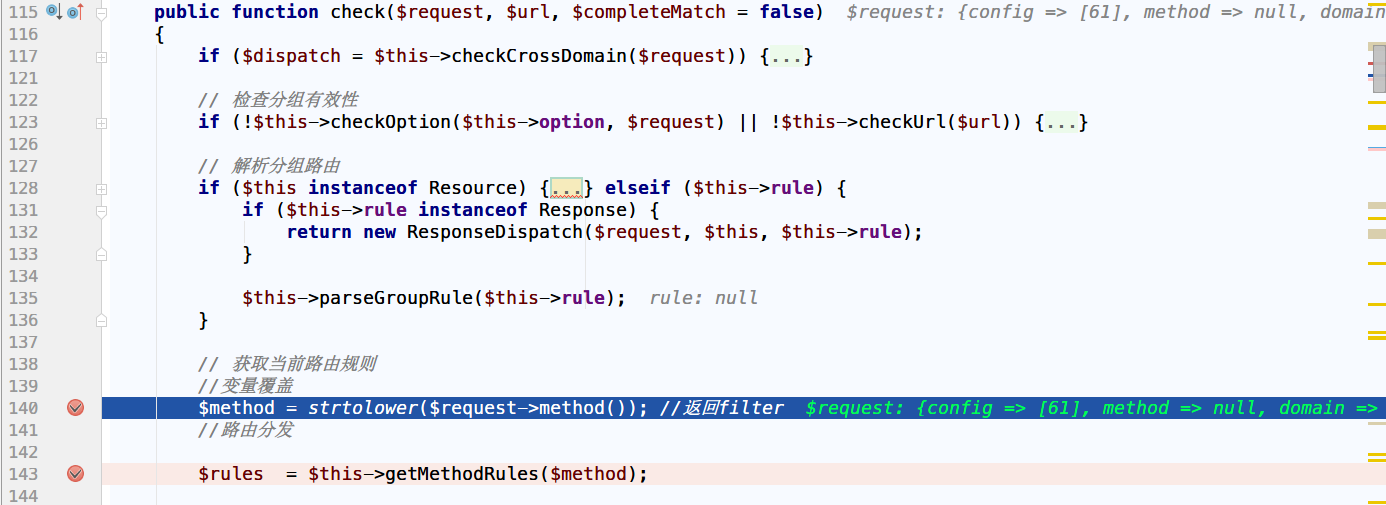 115 public function check($request, $url, $completeMatch = false) $request: {config => [61], method => null, domain
116 {
117 if ($dispatch = $this->checkCrossDomain($request)) {...}
121
122 // 检查分组有效性
123 if (!$this->checkOption($this->option, $request) || !$this->checkUrl($url)) {...}
126
127 // 解析分组路由
128 if ($this instanceof Resource) {...} elseif ($this->rule) {
131 if ($this->rule instanceof Response) {
132 return new ResponseDispatch($request, $this, $this->rule);
133 }
134
135 $this->parseGroupRule($this->rule); rule: null
136 }
137
138 // 获取当前路由规则
139 //变量覆盖
140 $method = strtolower($request->method()); //返回filter $request: {config => [61], method => null, domain =>
141 //路由分发
142
143 $rules = $this->getMethodRules($method);
144